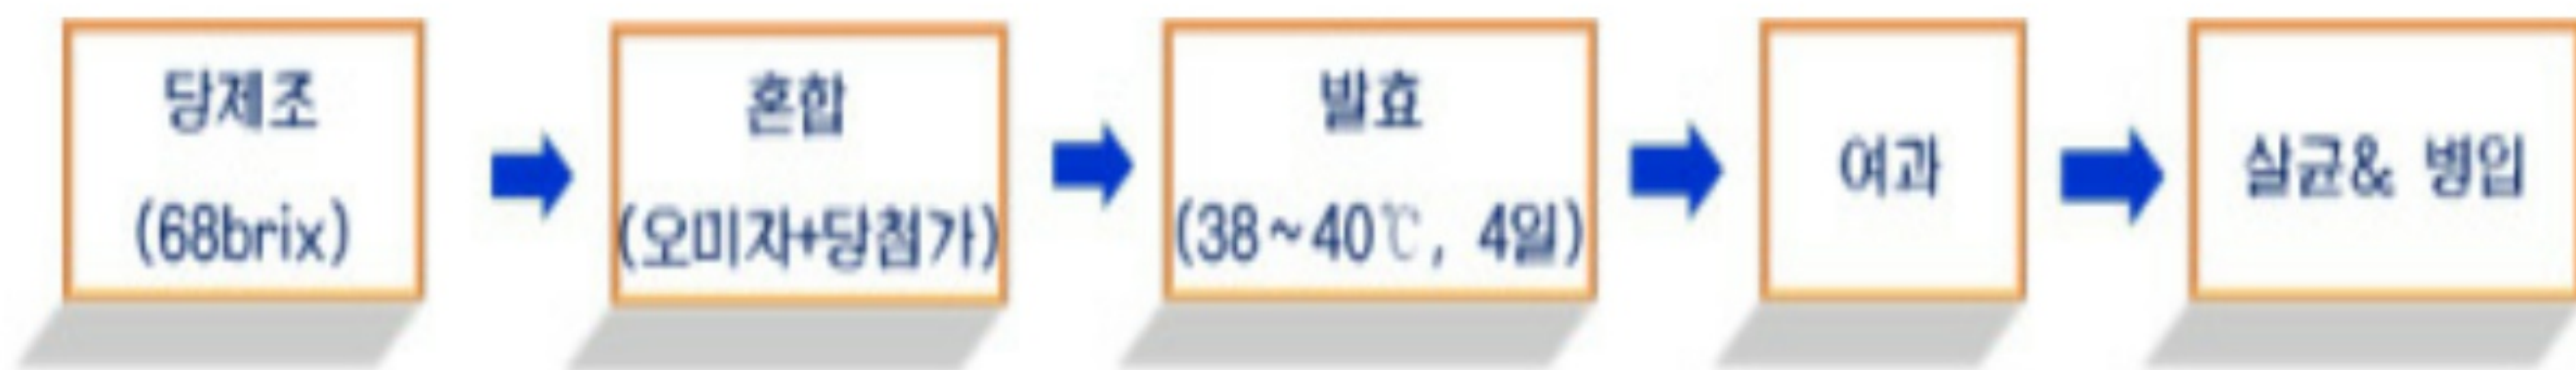 당제조
(68brix)
혼합
(오미자+당첨가)
발효
(38~40℃, 4일)
여과
살균& 병입